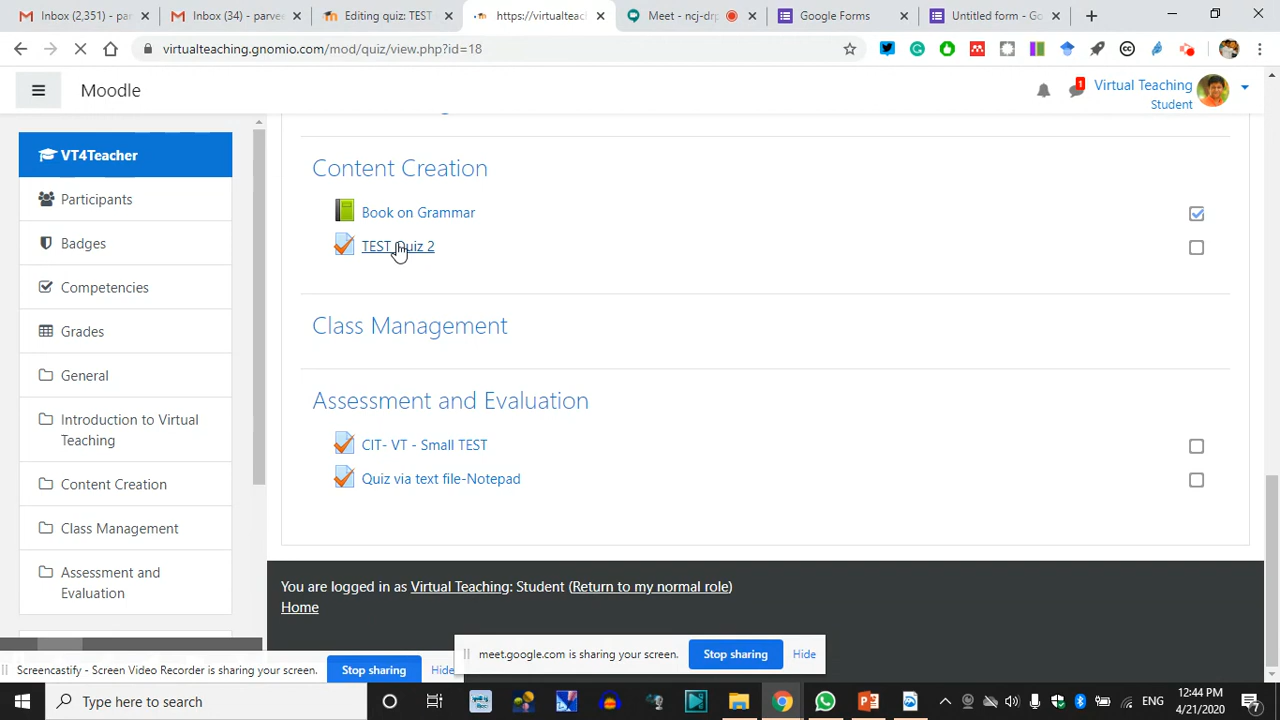 Inbox (2,351) - par
Inbox (34) - parve
Editing quiz: TEST
https://virtualteac
Meet - ncj-drp
Google Forms
Untitled form - Go
virtualteaching.gnomio.com/mod/quiz/view.php?id=18
Moodle
1
Virtual Teaching
Student
VT4Teacher
Participants
Badges
Competencies
Grades
General
Introduction to Virtual
Teaching
Content Creation
Class Management
Assessment and
Evaluation
Content Creation
Book on Grammar
TEST Quiz 2
Class Management
Assessment and Evaluation
CIT- VT - Small TEST
Quiz via text file-Notepad
You are logged in as Virtual Teaching: Student (Return to my normal role)
Home
meet.google.com is sharing your screen.
Stop sharing
Hide
Screencastify - Screen Video Recorder is sharing your screen.
Stop sharing
Hide
Type here to search
ENG
12:44 PM
4/21/2020
7